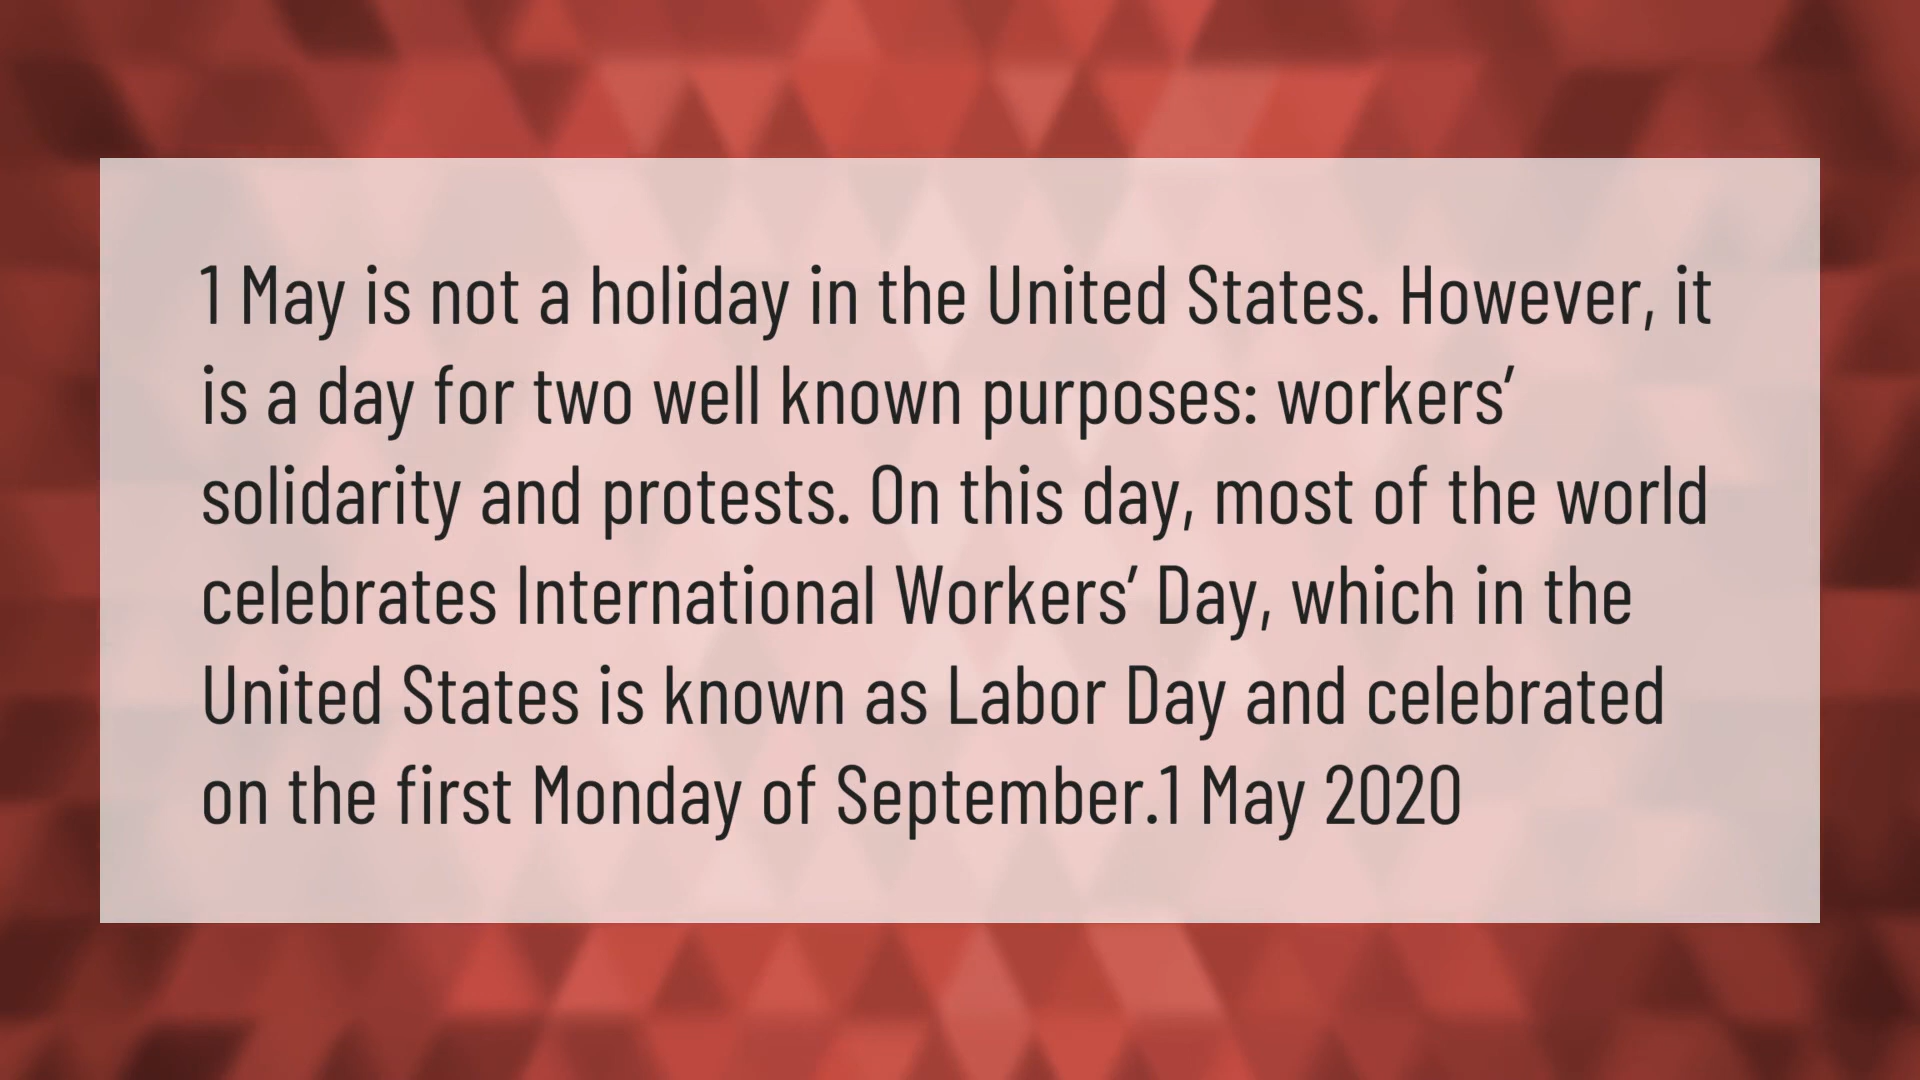 1 May is not a holiday in the United States. However, it
is a day for two well known purposes: workers’
solidarity and protests. On this day, most of the world
celebrates International Workers’ Day, which in the
United States is known as Labor Day and celebrated
on the first Monday of September.1 May 2020